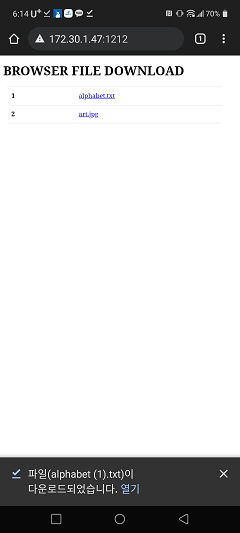 6:14 U+ 70%
172.30.1.47:1212 1
BROWSER FILE DOWNLOAD
1 alphabet.txt
2 art.jpg
파일(alphabet (1).txt)이
다운로드되었습니다. 열기